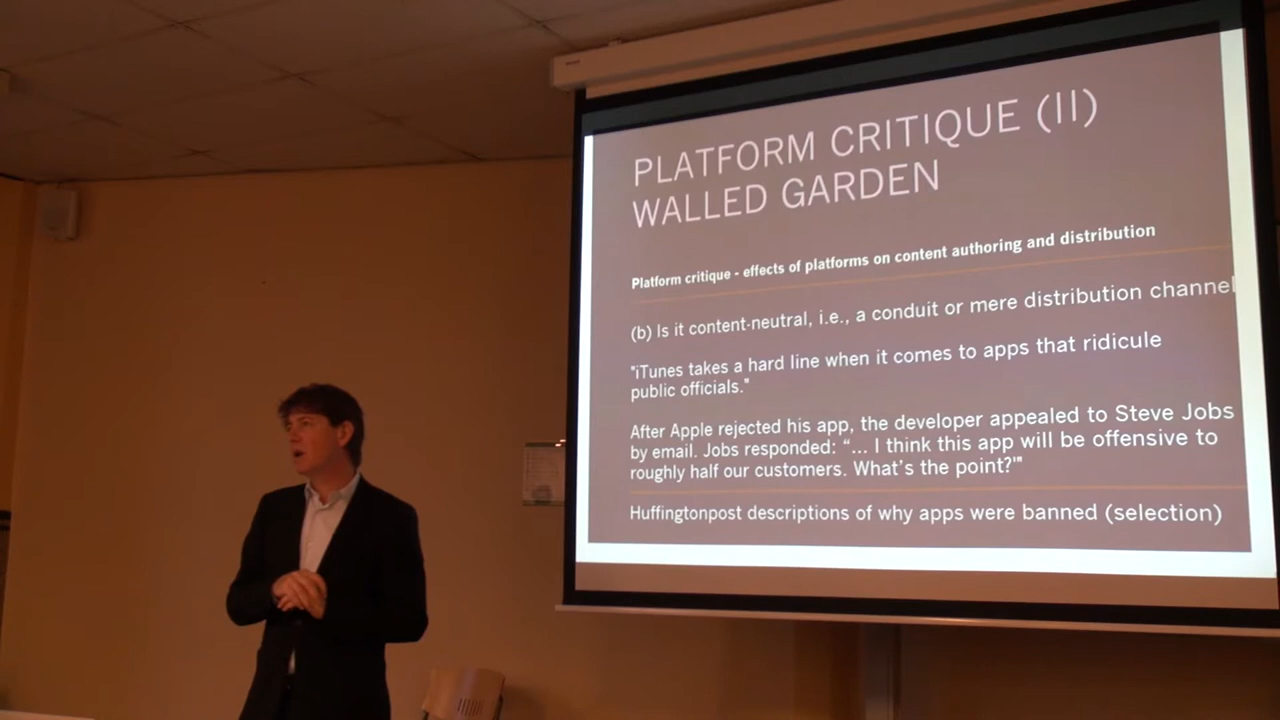 PLATFORM CRITIQUE (II)
WALLED GARDEN
Platform critique - effects of platforms on content authoring and distribution
(b) Is it content-neutral, i.e., a conduit or mere distribution channel
"iTunes takes a hard line when it comes to apps that ridicule
public officials."
After Apple rejected his app, the developer appealed to Steve Jobs
by email. Jobs responded: “... I think this app will be offensive to
roughly half our customers. What's the point?'"
Huffingtonpost descriptions of why apps were banned (selection)